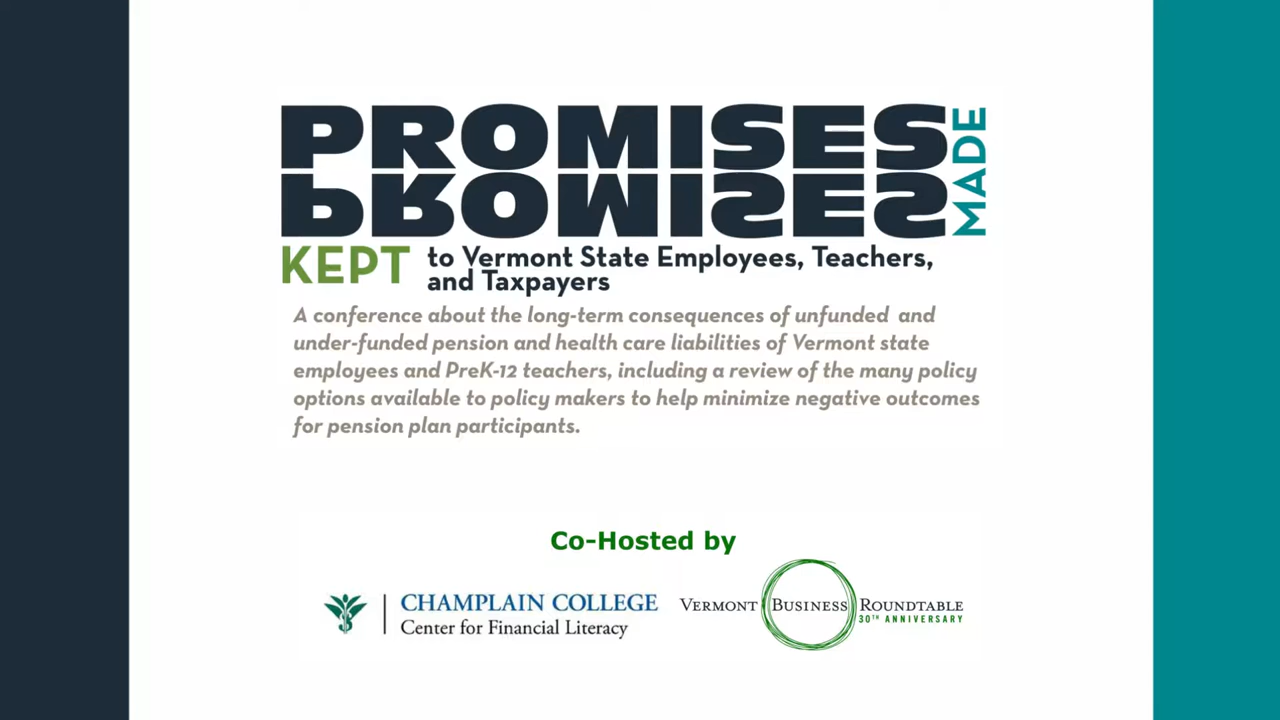 PROMISES
MADE
PROMISES
KEPT
to Vermont State Employees, Teachers,
and Taxpayers
A conference about the long-term consequences of unfunded and
under-funded pension and health care liabilities of Vermont state
employees and PreK-12 teachers, including a review of the many policy
options available to policy makers to help minimize negative outcomes
for pension plan participants.
Co-Hosted by
CHAMPLAIN COLLEGE
Center for Financial Literacy
VERMONT BUSINESS ROUNDTABLE
30TH ANNIVERSARY